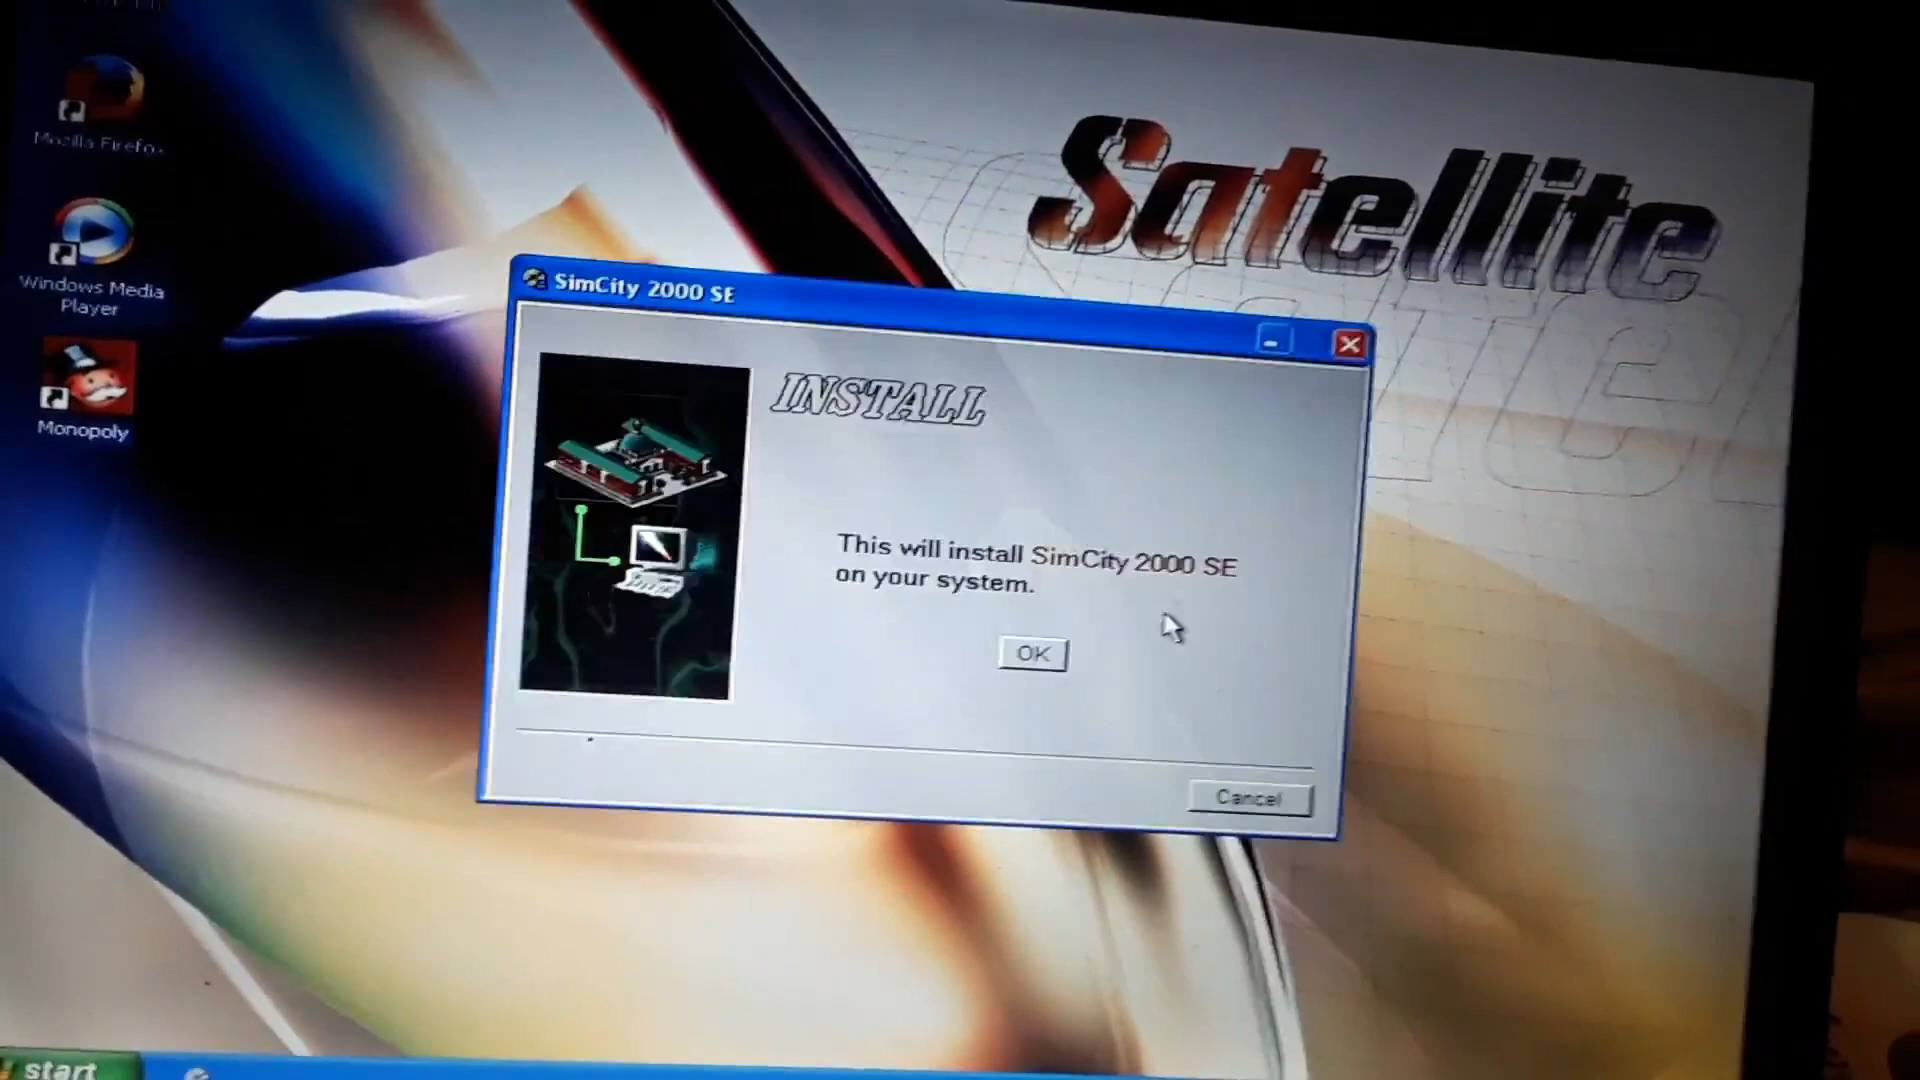 Mozilla Firefox
Windows Media
Player
Monopoly
Satellite
SimCity 2000 SE
INSTALL
This will install SimCity 2000 SE
on your system.
OK
Cancel
start